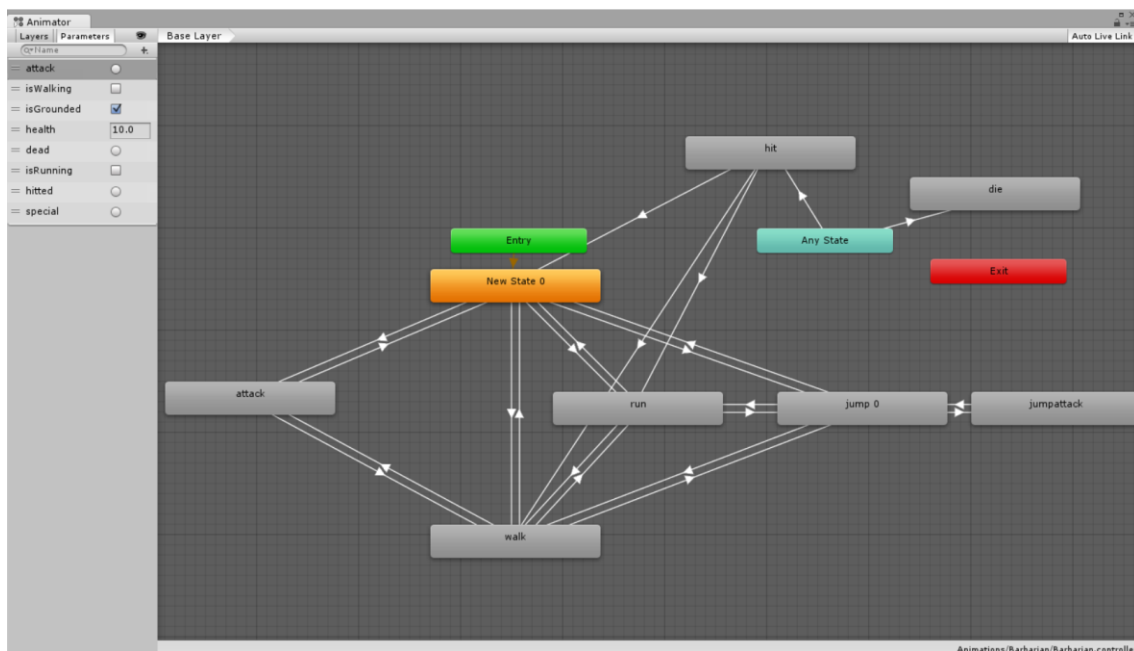 Animator
Layers Parameters
Base Layer
Auto Live Link
Name
attack
isWalking
isGrounded
health 10.0
dead
isRunning
hitted
special
hit
die
Entry
Any State
New State 0
Exit
attack
run
jump 0
jumpattack
walk
Animations/Barbarian/Barbarian.controlle